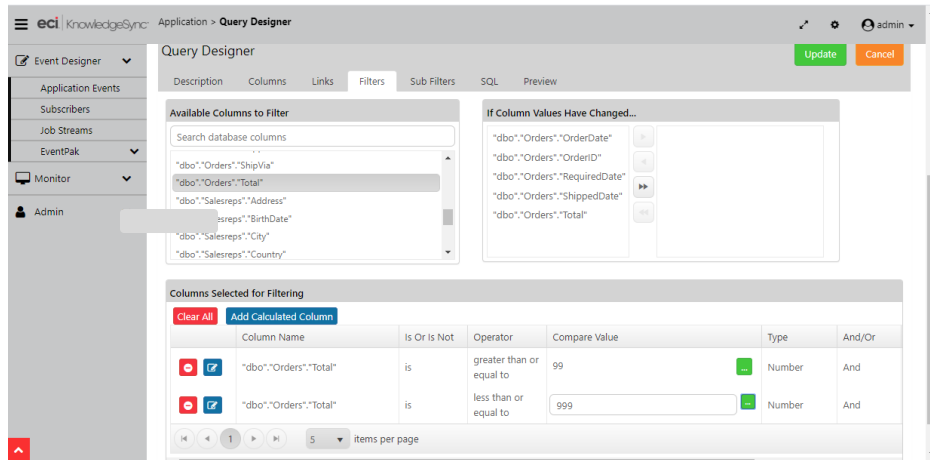 eci KnowledgeSync
Application > Query Designer
admin
Event Designer
Application Events
Subscribers
Job Streams
EventPak
Monitor
Admin
Query Designer
Update
Cancel
Description
Columns
Links
Filters
Sub Filters
SQL
Preview
Available Columns to Filter
Search database columns
"dbo"."Orders"."ShipVia"
"dbo"."Orders"."Total"
"dbo"."Salesreps"."Address"
esreps"."BirthDate"
"dbo"."Salesreps"."City"
"dbo"."Salesreps"."Country"
If Column Values Have Changed...
"dbo"."Orders"."OrderDate"
"dbo"."Orders"."OrderID"
"dbo"."Orders"."RequiredDate"
"dbo"."Orders"."ShippedDate"
"dbo"."Orders"."Total"
Columns Selected for Filtering
Clear All
Add Calculated Column
Column Name Is Or Is Not Operator Compare Value Type And/Or
"dbo"."Orders"."Total" is greater than or equal to 99 ... Number And
"dbo"."Orders"."Total" is less than or equal to 999 ... Number And
1 5 items per page